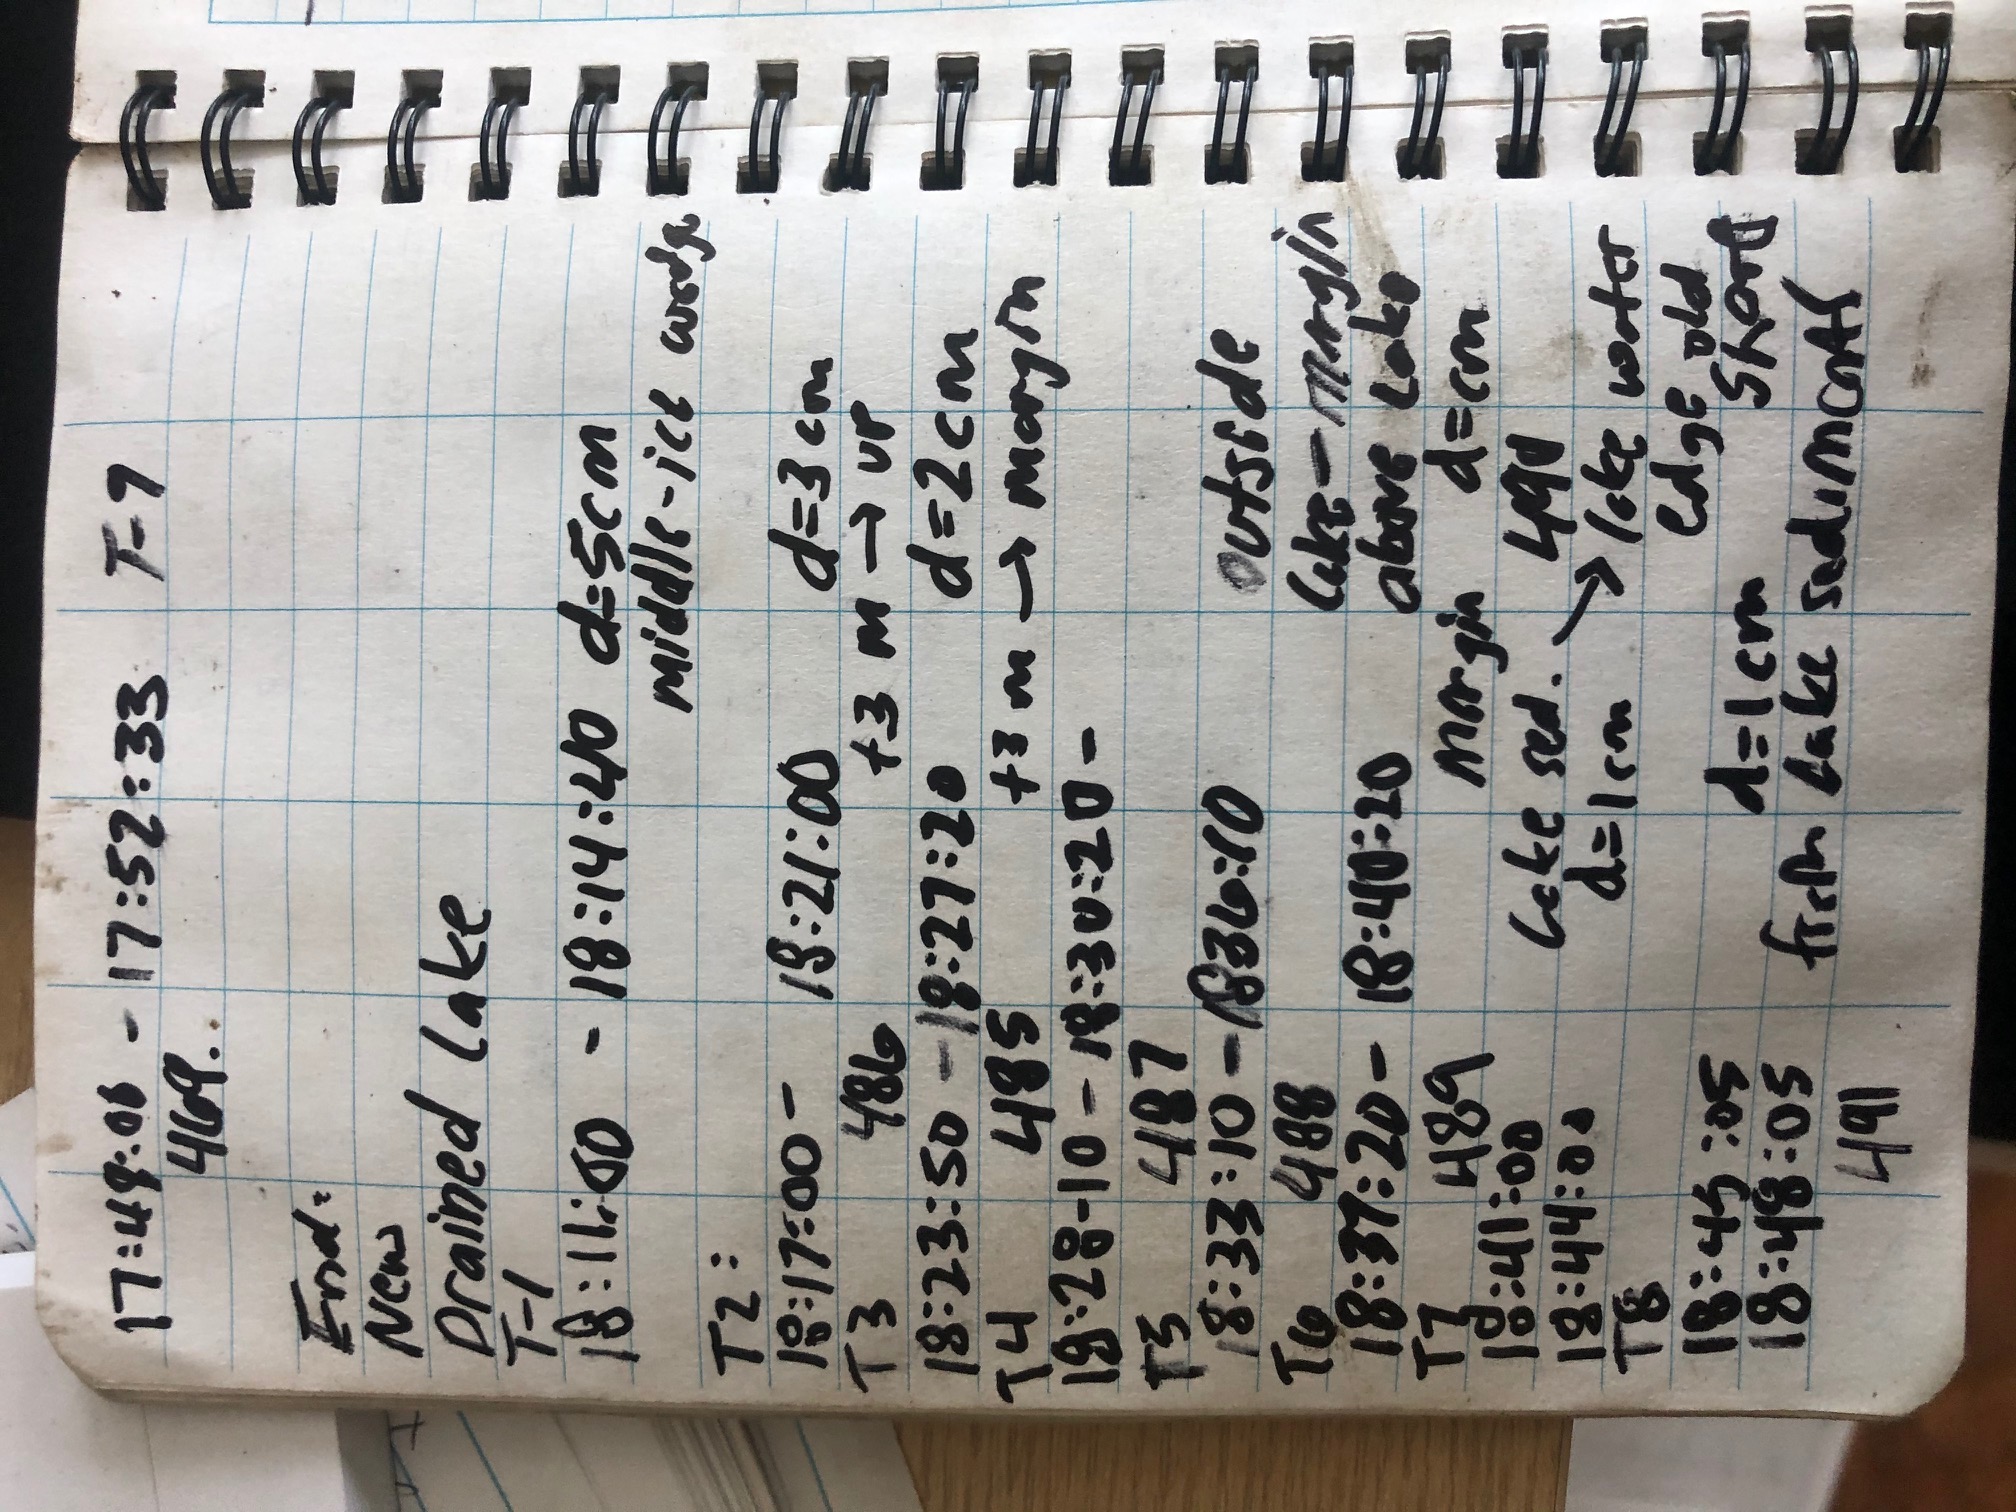 17:49:06 - 17:52:33 T-9
469.
End:
New
Drained Lake
T-1
18:11:50 - 18:14:40 d=5cm
middle-ice wedge
T2:
18:17:00 - 18:21:00 d=3cm
T3 486 +3 m → up
18:23:50 - 18:27:20 d=2cm
T4 485 +3 m → margin
18:28-10 - 18:30:20 -
T5 487
18:33:10 - 1836:10 outside
T6 488 lake-margin
18:37:20 - 18:40:20 above Lake
T7 489 margin d=cm
18:41:00 Lake sed. 490
18:44:00 d=1cm → lake water
T8 edge old
18:45:05 d=1cm shore
18:48:05 from Lake sediments
491